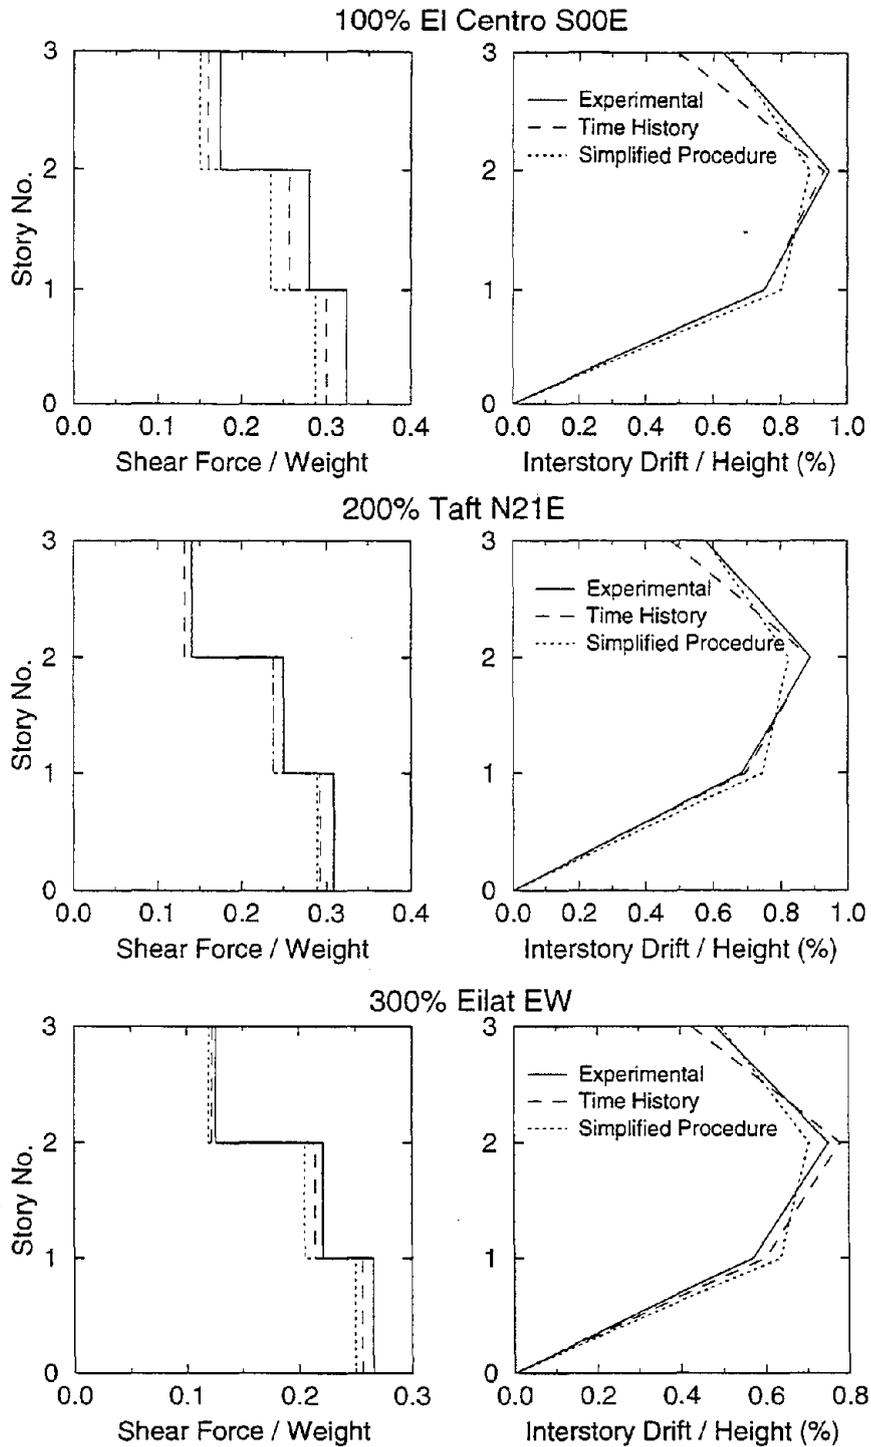 100% El Centro S00E
3
2
1
0
Story No.
0.0 0.1 0.2 0.3 0.4
Shear Force / Weight
3
2
1
0
Experimental
Time History
Simplified Procedure
0.0 0.2 0.4 0.6 0.8 1.0
Interstory Drift / Height (%)
200% Taft N21E
3
2
1
0
Story No.
0.0 0.1 0.2 0.3 0.4
Shear Force / Weight
3
2
1
0
Experimental
Time History
Simplified Procedure
0.0 0.2 0.4 0.6 0.8 1.0
Interstory Drift / Height (%)
300% Eilat EW
3
2
1
0
Story No.
0.0 0.1 0.2 0.3
Shear Force / Weight
3
2
1
0
Experimental
Time History
Simplified Procedure
0.0 0.2 0.4 0.6 0.8
Interstory Drift / Height (%)